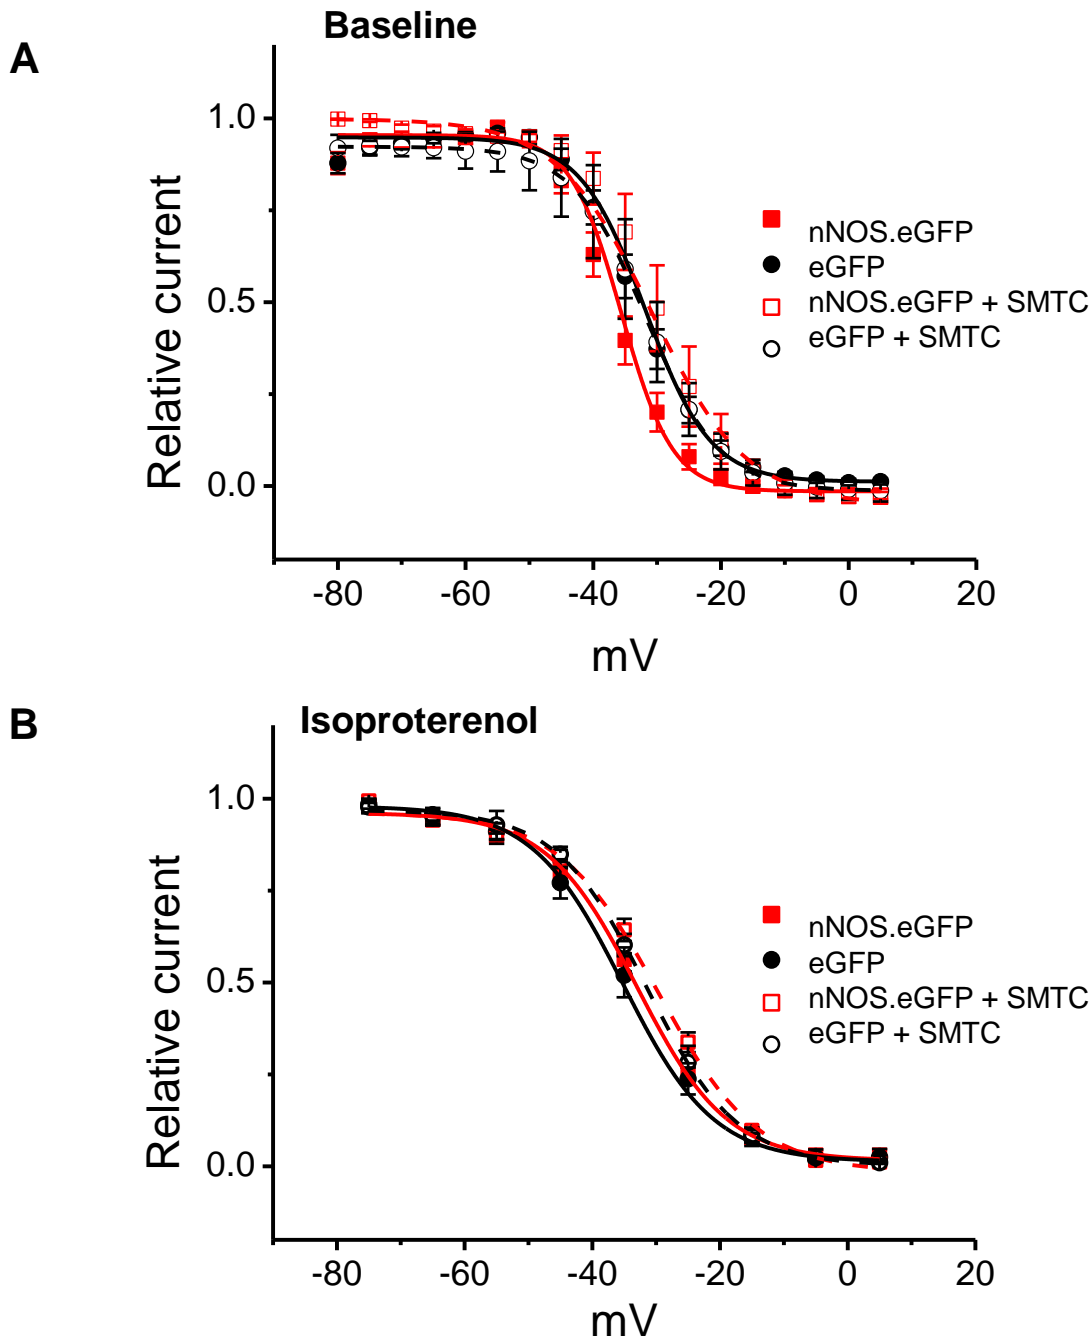 Baseline
A
1.0
0.5
0.0
Relative current
nNOS.eGFP
eGFP
nNOS.eGFP + SMTC
eGFP + SMTC
-80 -60 -40 -20 0 20
mV
B
Isoproterenol
1.0
0.5
0.0
Relative current
nNOS.eGFP
eGFP
nNOS.eGFP + SMTC
eGFP + SMTC
-80 -60 -40 -20 0 20
mV